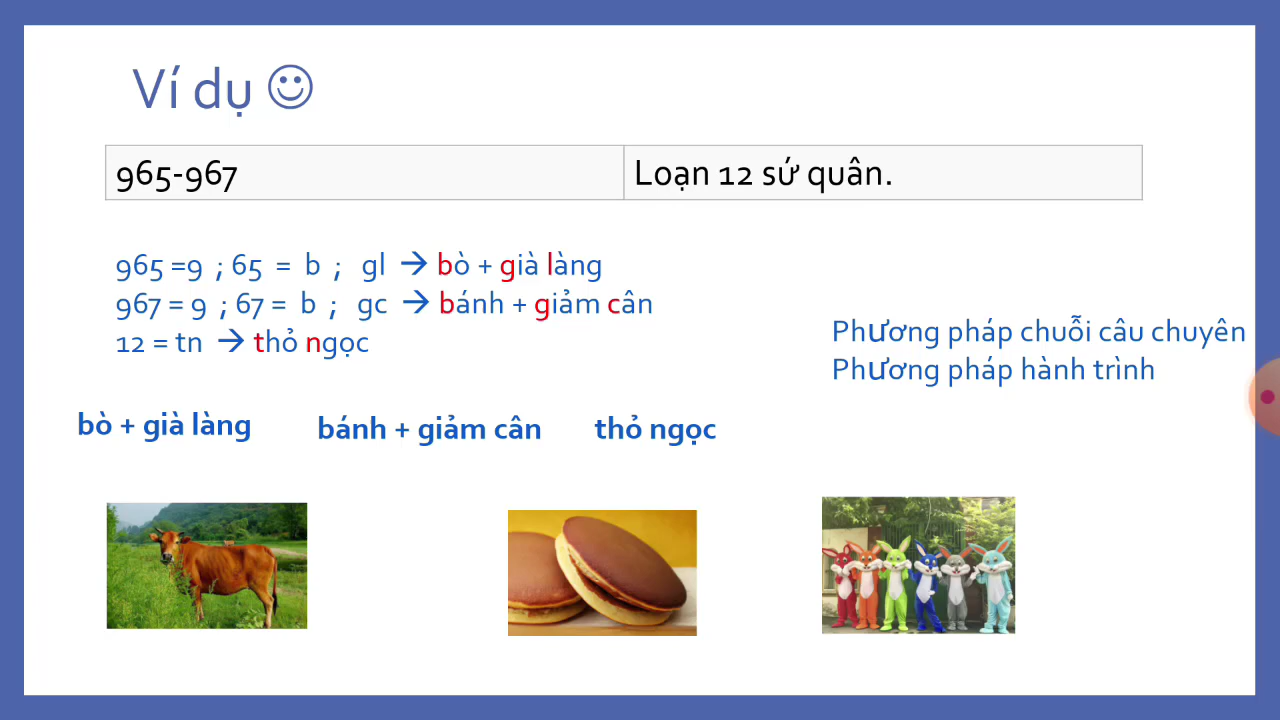 Ví dụ ☺
965-967 Loạn 12 sứ quân.
965 =9 ; 65 = b ; gl → bò + già làng
967 = 9 ; 67 = b ; gc → bánh + giảm cân
12 = tn → thỏ ngọc
Phương pháp chuỗi câu chuyên
Phương pháp hành trình
bò + già làng bánh + giảm cân thỏ ngọc